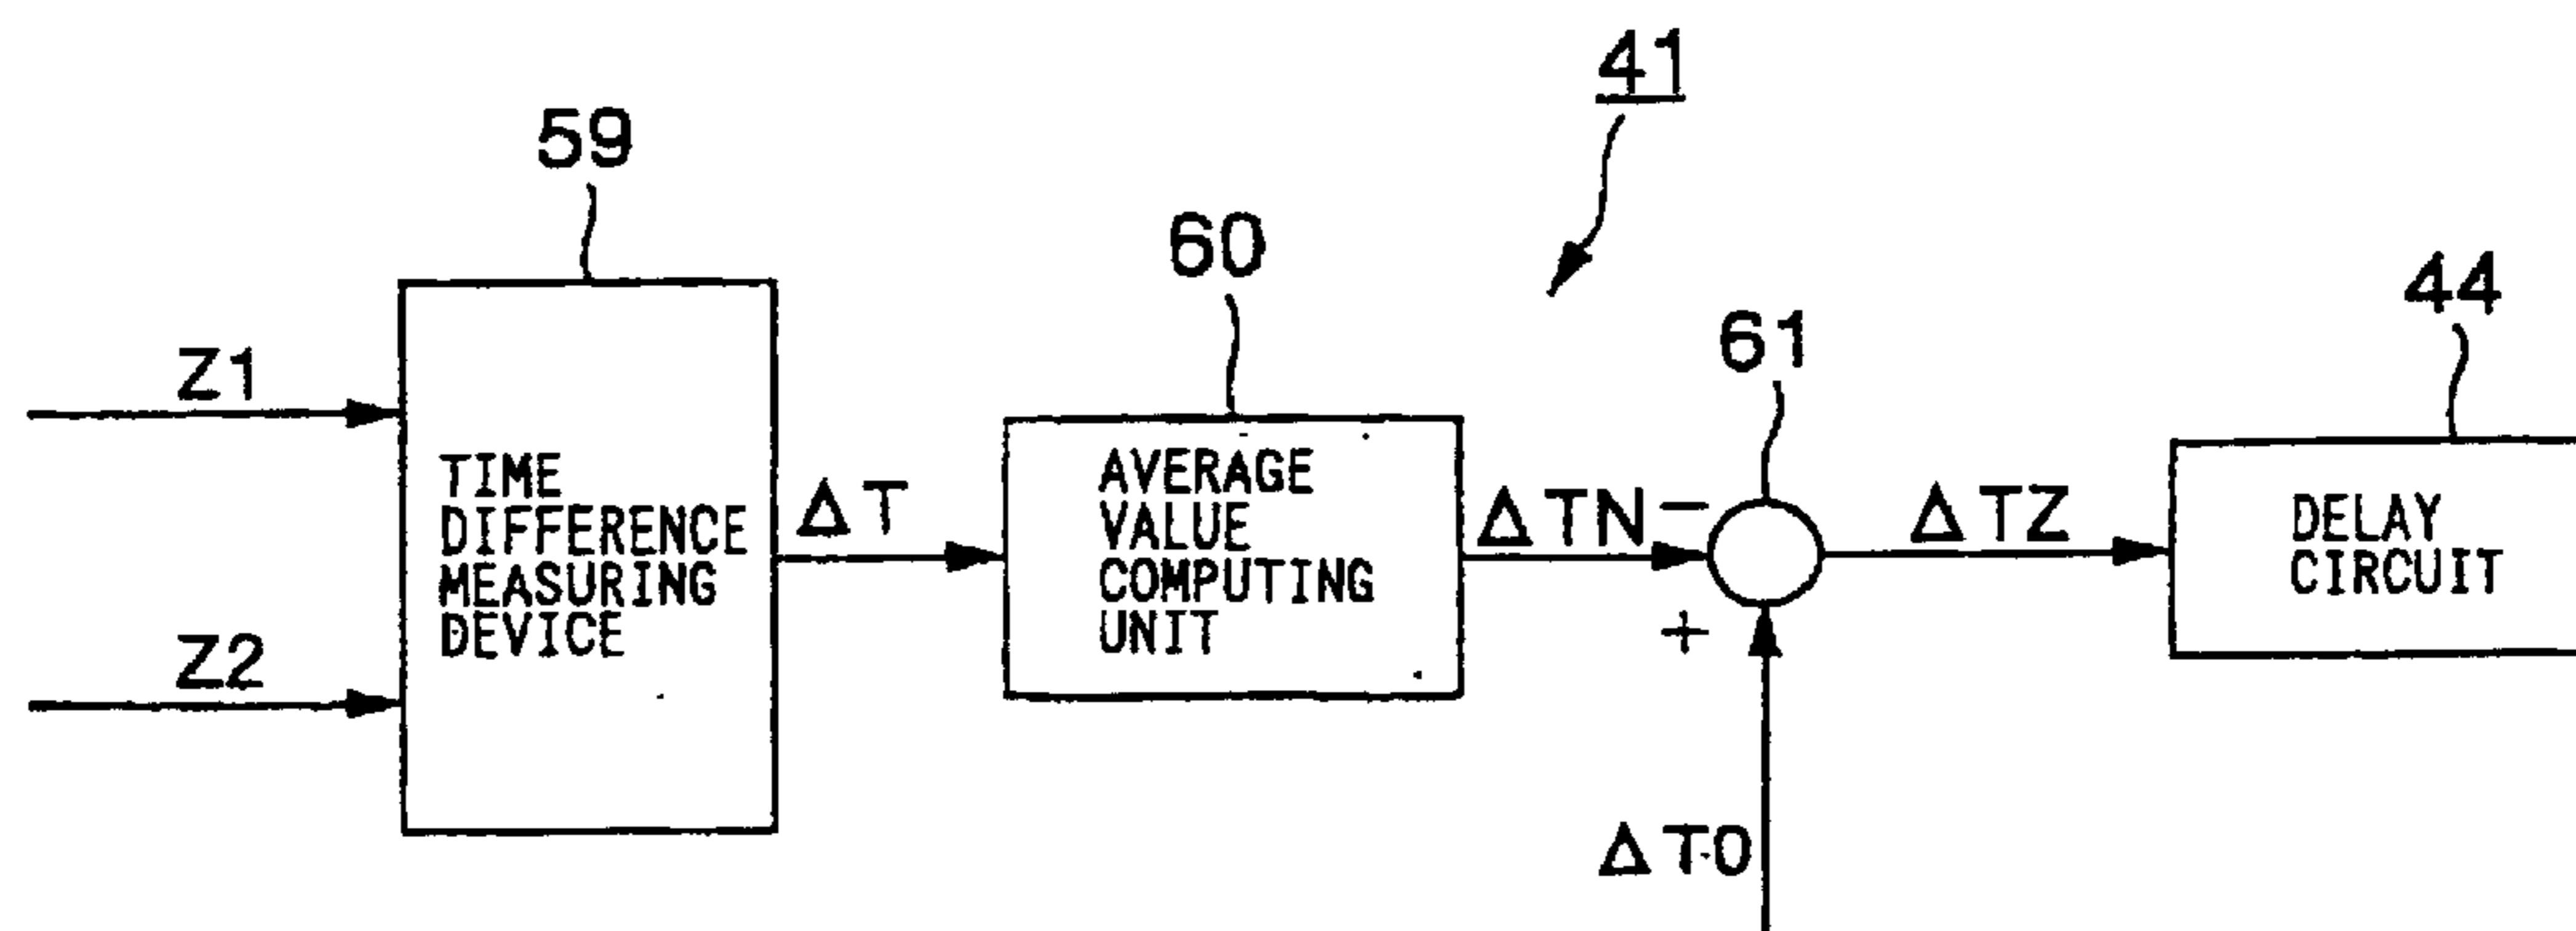 41
59
60
44
61
Z1
Z2
TIME
DIFFERENCE
MEASURING
DEVICE
ΔT
AVERAGE
VALUE
COMPUTING
UNIT
ΔTN
−
+
ΔTZ
DELAY
CIRCUIT
ΔT0